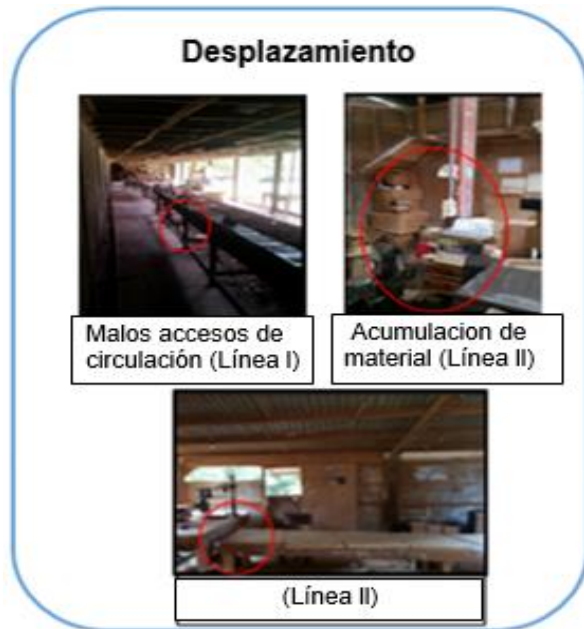 Desplazamiento
Malos accesos de
circulación (Línea I)
Acumulacion de
material (Línea II)
(Línea II)